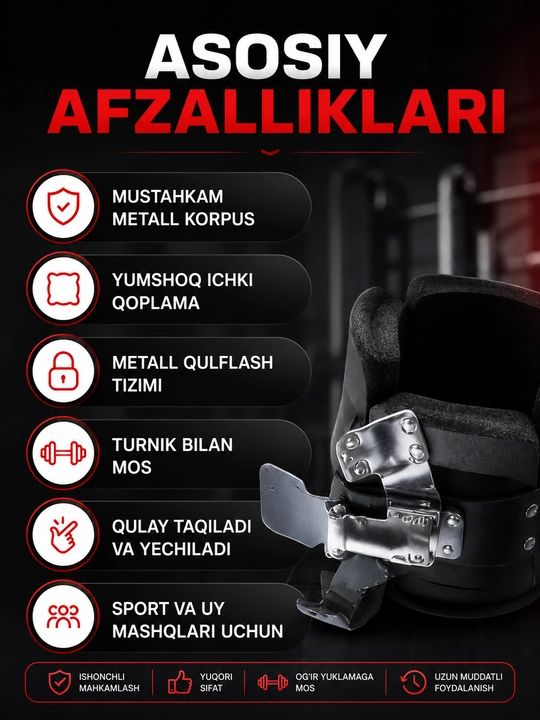 ASOSIY
AFZALLIKLARI
MUSTAHKAM
METALL KORPUS
YUMSHOQ ICHKI
QOPLAMA
METALL QULFLASH
TIZIMI
TURNIK BILAN
MOS
QULAY TAQILADI
VA YECHILADI
SPORT VA UY
MASHQLARI UCHUN
ISHONCHLI
MAHKAMLASH
YUQORI
SIFAT
OG'IR YUKLAMAGA
MOS
UZUN MUDDATLI
FOYDALANISH